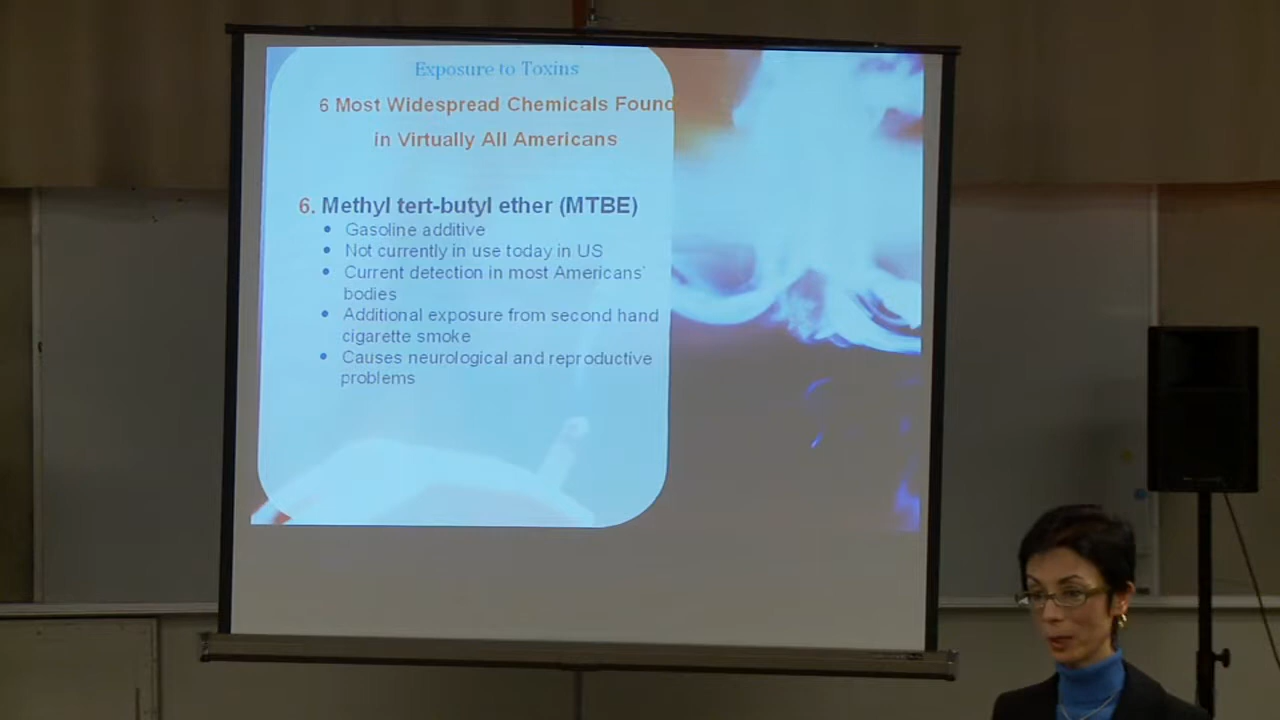 Exposure to Toxins
6 Most Widespread Chemicals Found
in Virtually All Americans
6. Methyl tert-butyl ether (MTBE)
• Gasoline additive
• Not currently in use today in US
• Current detection in most Americans'
bodies
• Additional exposure from second hand
cigarette smoke
• Causes neurological and reproductive
problems